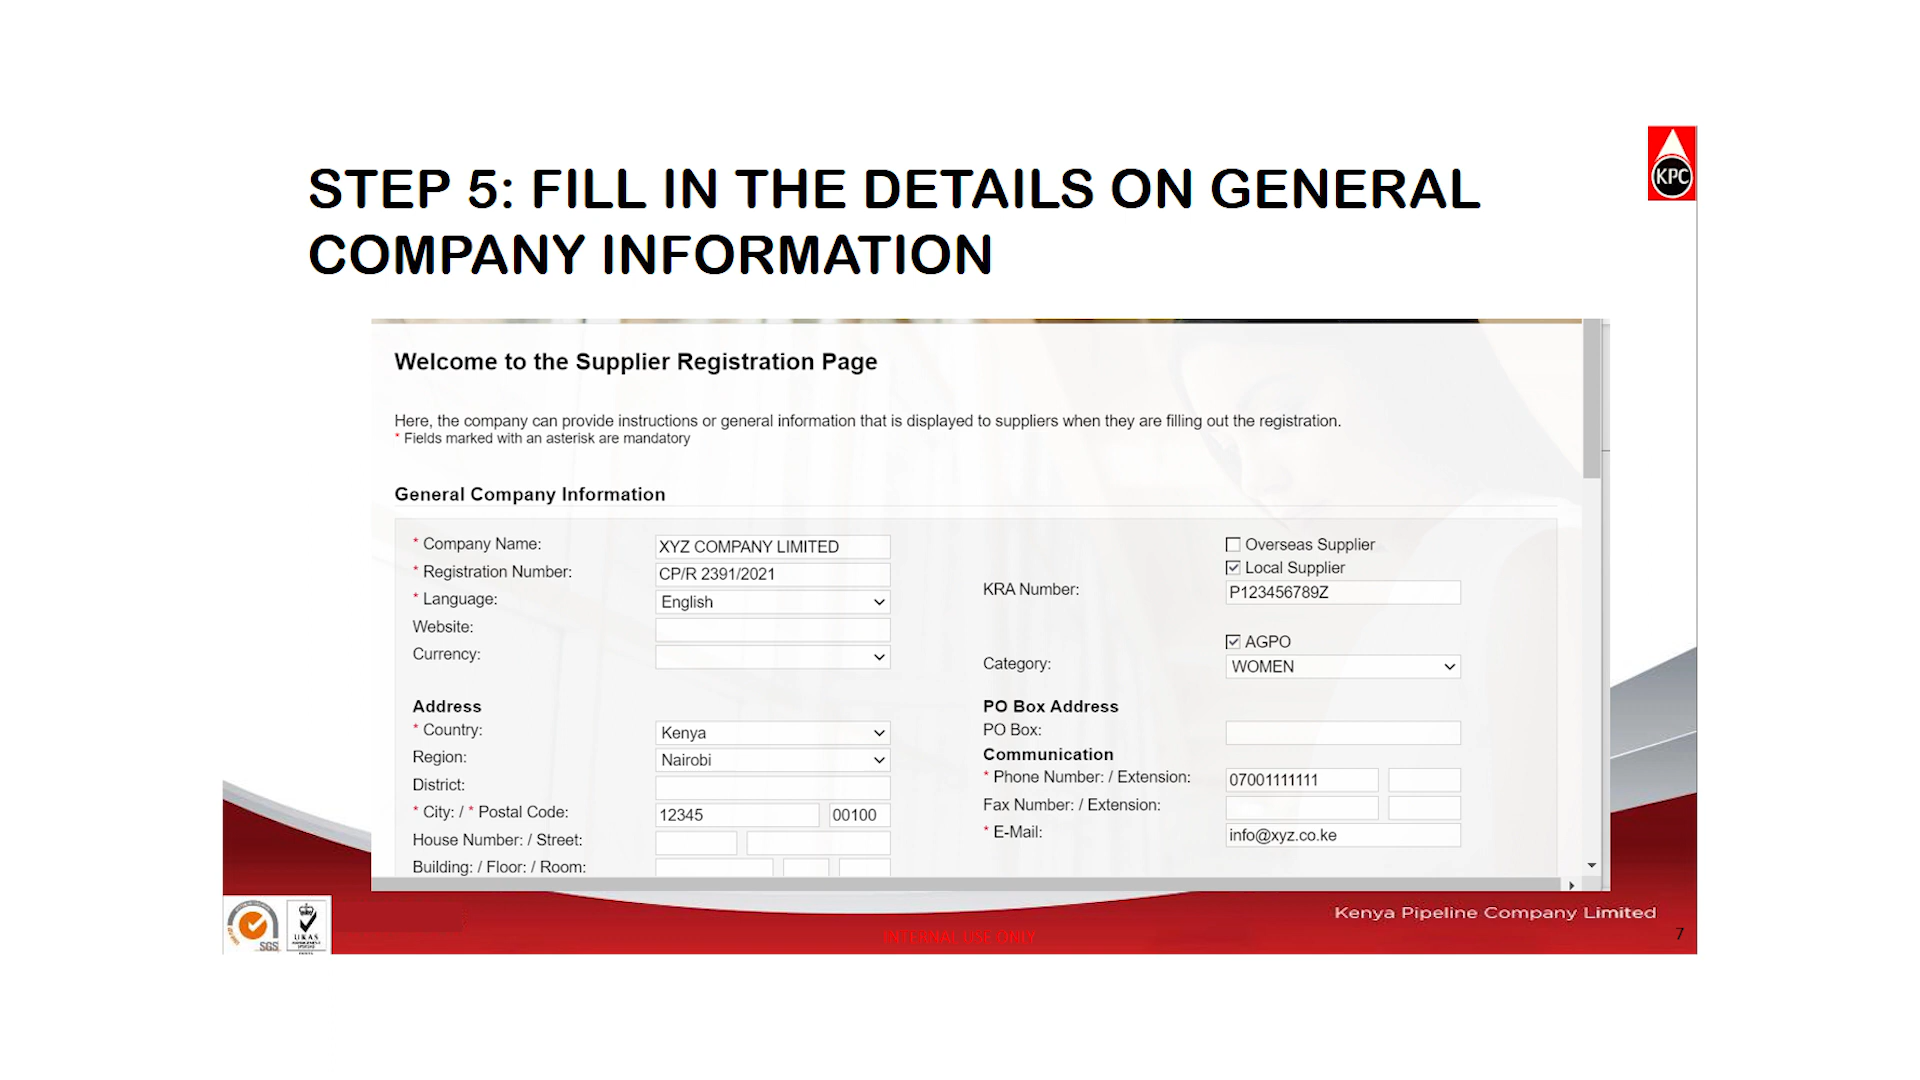 KPC
STEP 5: FILL IN THE DETAILS ON GENERAL
COMPANY INFORMATION
Welcome to the Supplier Registration Page
Here, the company can provide instructions or general information that is displayed to suppliers when they are filling out the registration.
* Fields marked with an asterisk are mandatory
General Company Information
* Company Name: XYZ COMPANY LIMITED
* Registration Number: CP/R 2391/2021
* Language: English
Website:
Currency:
Overseas Supplier
Local Supplier
KRA Number: P123456789Z
AGPO
Category: WOMEN
Address
* Country: Kenya
Region: Nairobi
District:
* City: / * Postal Code: 12345 00100
House Number: / Street:
Building: / Floor: / Room:
PO Box Address
PO Box:
Communication
* Phone Number: / Extension: 07001111111
Fax Number: / Extension:
* E-Mail: info@xyz.co.ke
SGS
UKAS
Kenya Pipeline Company Limited
INTERNAL USE ONLY
7